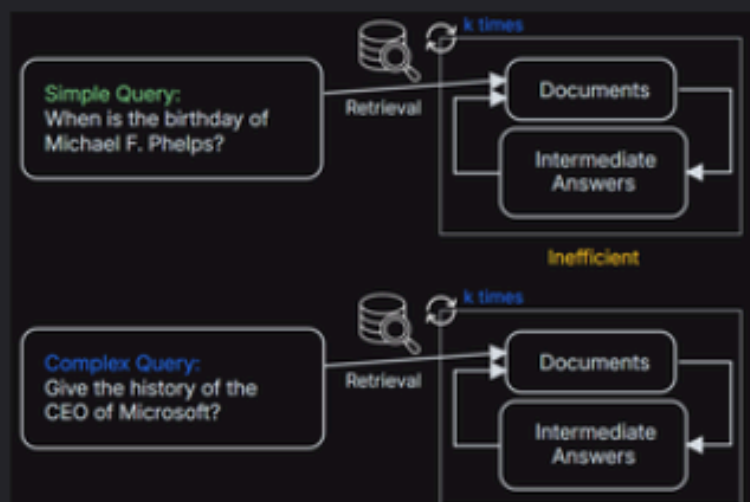 k times
Simple Query:
When is the birthday of
Michael F. Phelps?
Retrieval
Documents
Intermediate
Answers
Inefficient
k times
Complex Query:
Give the history of the
CEO of Microsoft?
Retrieval
Documents
Intermediate
Answers